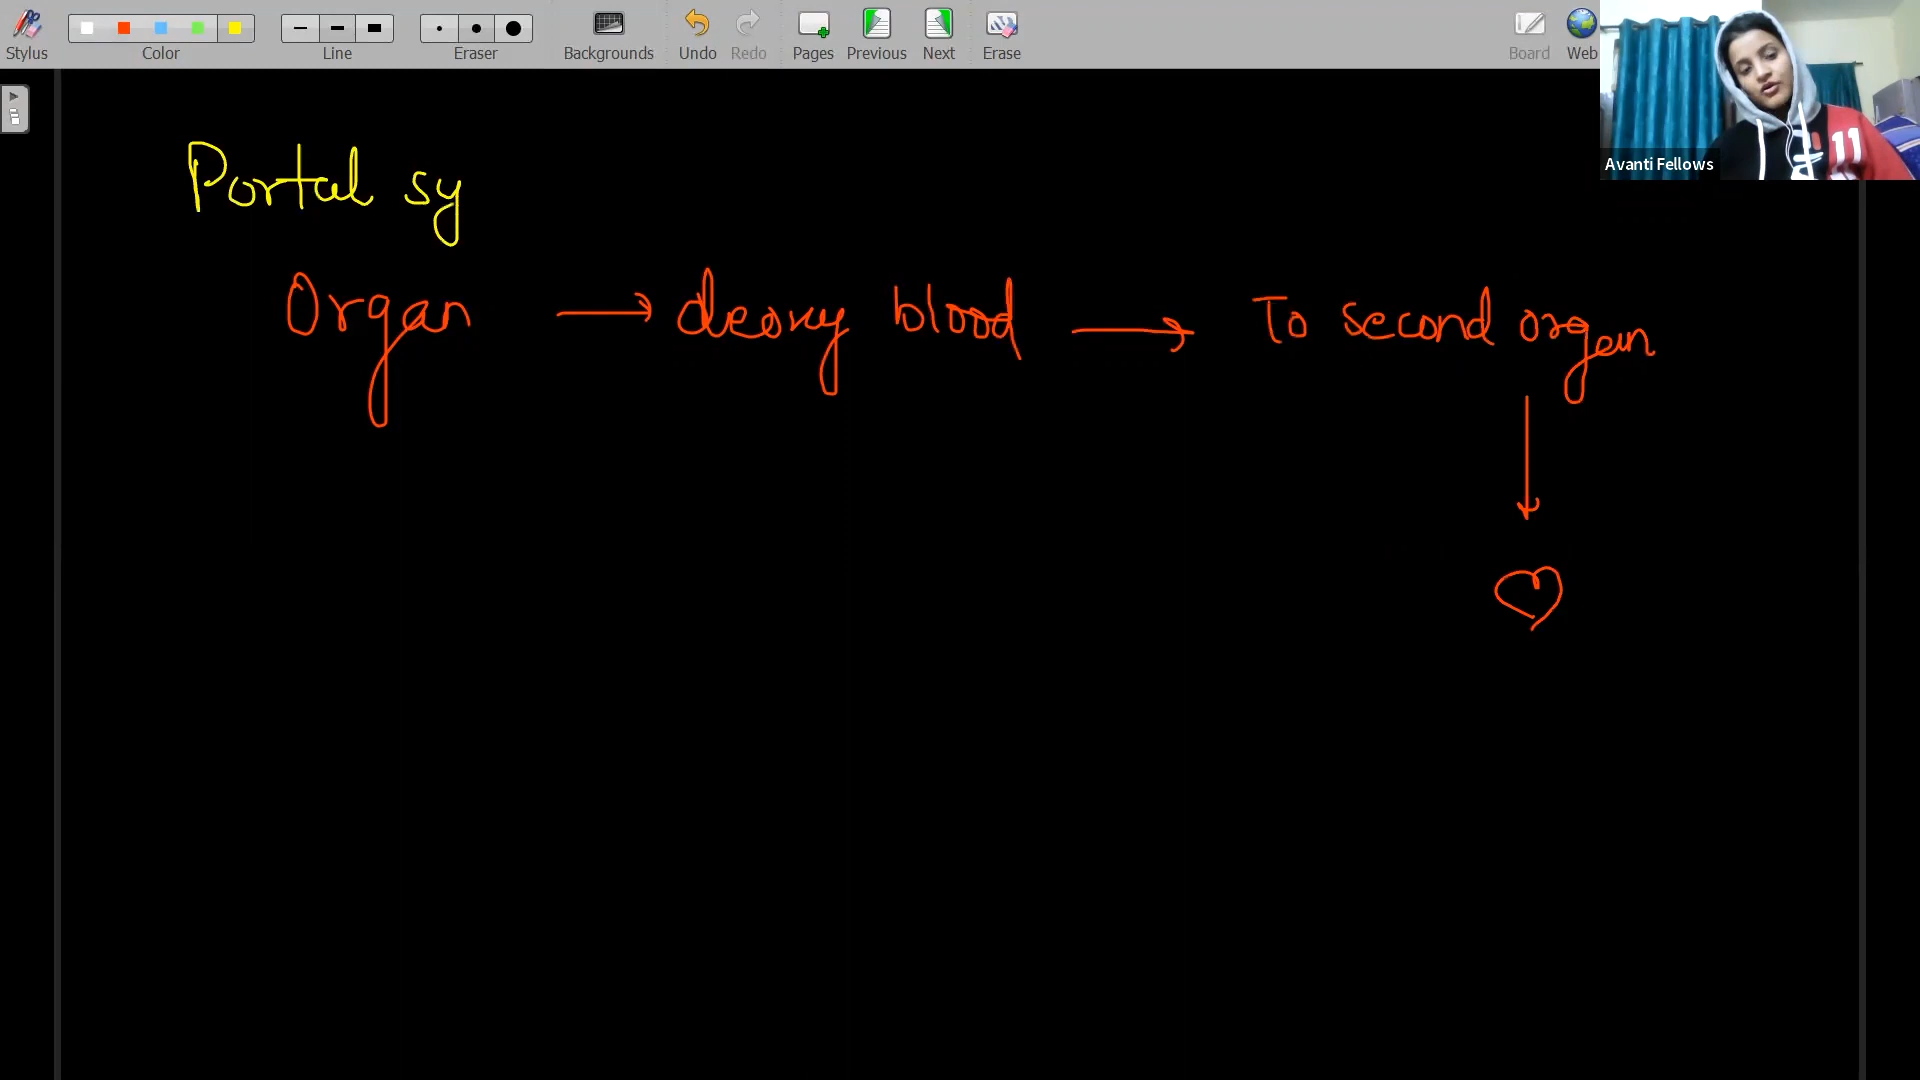 Stylus Color Line Eraser Backgrounds Undo Redo Pages Previous Next Erase Board Web
Avanti Fellows
11
Portal sy
Organ → deoxy blood → To second organ
↓
♡